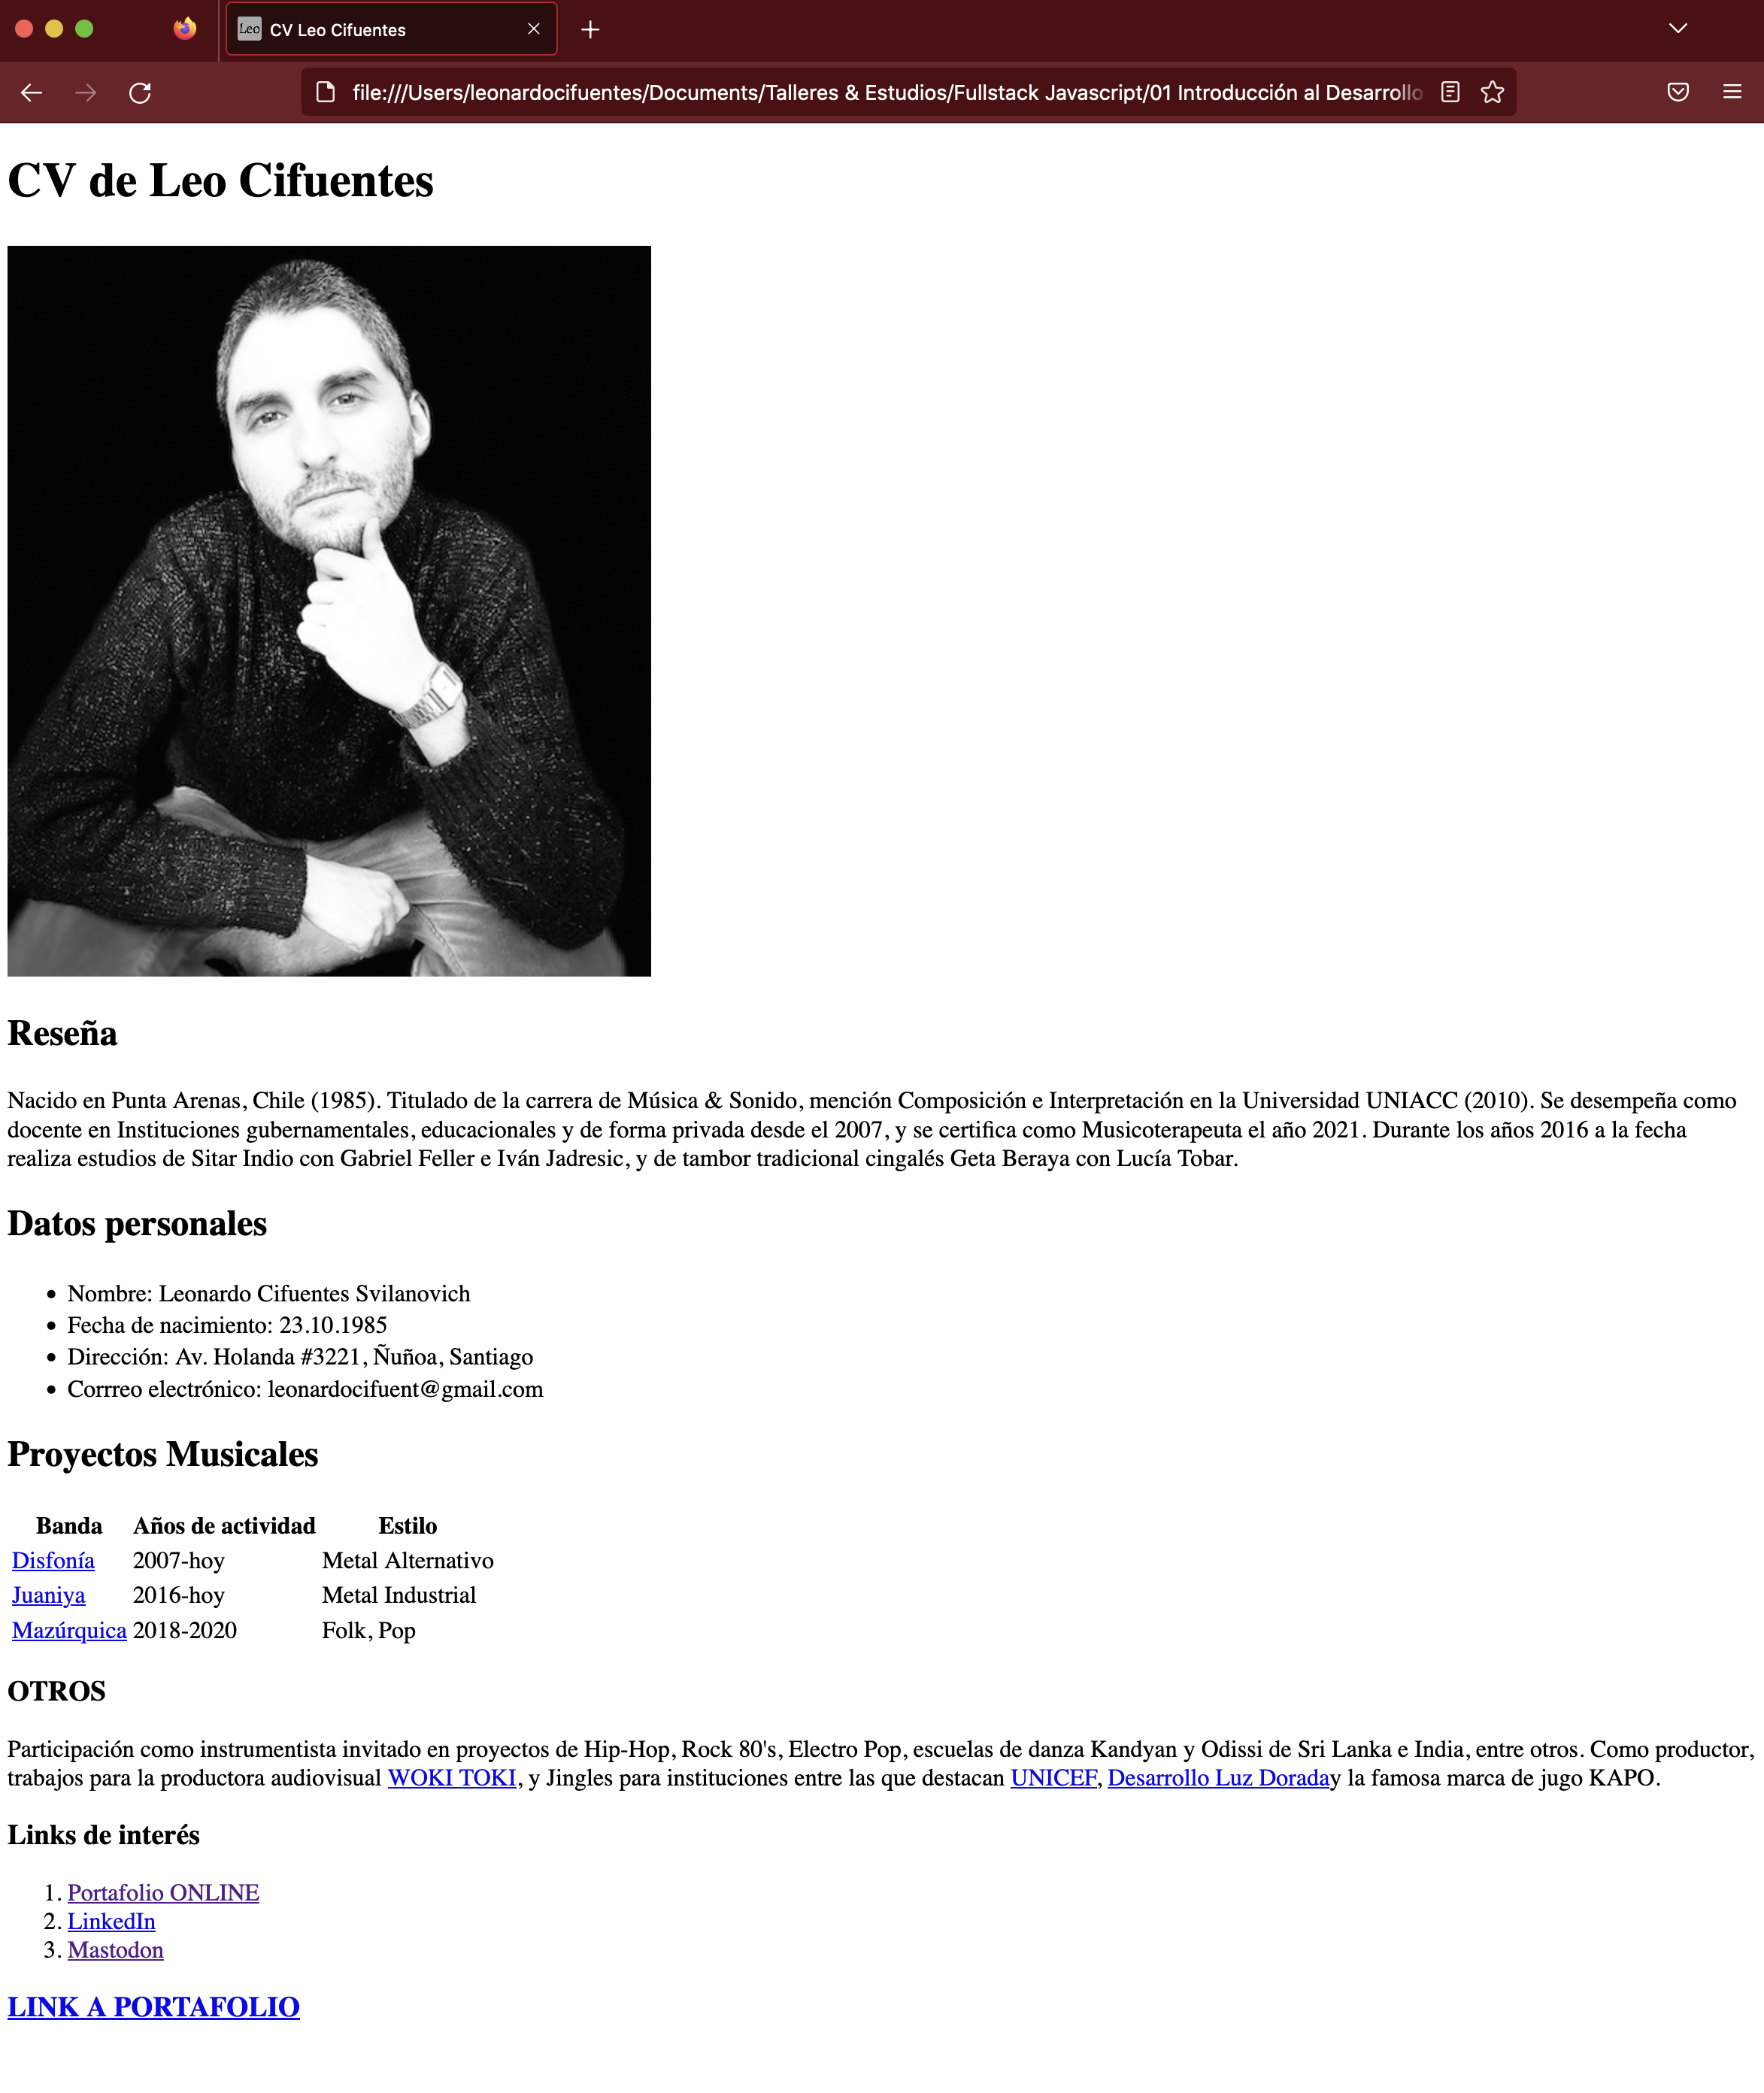 Leo CV Leo Cifuentes
file:///Users/leonardocifuentes/Documents/Talleres & Estudios/Fullstack Javascript/01 Introducción al Desarrollo
CV de Leo Cifuentes
Reseña
Nacido en Punta Arenas, Chile (1985). Titulado de la carrera de Música & Sonido, mención Composición e Interpretación en la Universidad UNIACC (2010). Se desempeña como
docente en Instituciones gubernamentales, educacionales y de forma privada desde el 2007, y se certifica como Musicoterapeuta el año 2021. Durante los años 2016 a la fecha
realiza estudios de Sitar Indio con Gabriel Feller e Iván Jadresic, y de tambor tradicional cingalés Geta Beraya con Lucía Tobar.
Datos personales
• Nombre: Leonardo Cifuentes Svilanovich
• Fecha de nacimiento: 23.10.1985
• Dirección: Av. Holanda #3221, Ñuñoa, Santiago
• Corrreo electrónico: leonardocifuent@gmail.com
Proyectos Musicales
Banda Años de actividad Estilo
Disfonía 2007-hoy Metal Alternativo
Juaniya 2016-hoy Metal Industrial
Mazúrquica 2018-2020 Folk, Pop
OTROS
Participación como instrumentista invitado en proyectos de Hip-Hop, Rock 80's, Electro Pop, escuelas de danza Kandyan y Odissi de Sri Lanka e India, entre otros. Como productor,
trabajos para la productora audiovisual WOKI TOKI, y Jingles para instituciones entre las que destacan UNICEF, Desarrollo Luz Doraday la famosa marca de jugo KAPO.
Links de interés
1. Portafolio ONLINE
2. LinkedIn
3. Mastodon
LINK A PORTAFOLIO